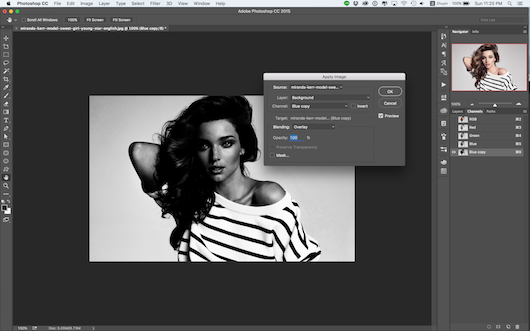 Photoshop CC File Edit Image Layer Type Select Filter 3D View Window Help
100% Sun 11:20 PM
Adobe Photoshop CC 2015
Scroll All Windows 100% Fit Screen Fill Screen
miranda-kerr-model-sweet-girl-young-star-english.jpg @ 100% (Blue copy/8)
Navigator Info
100%
Channels
RGB
Red
Green
Blue
Blue copy
Apply Image
Source: miranda-kerr-model-swe...
Layer: Background
Channel: Blue copy Invert
Target: miranda-kerr-model-... (Blue copy)
Blending: Overlay
Opacity: 100 %
Preserve Transparency
Mask...
OK
Cancel
Preview
100%